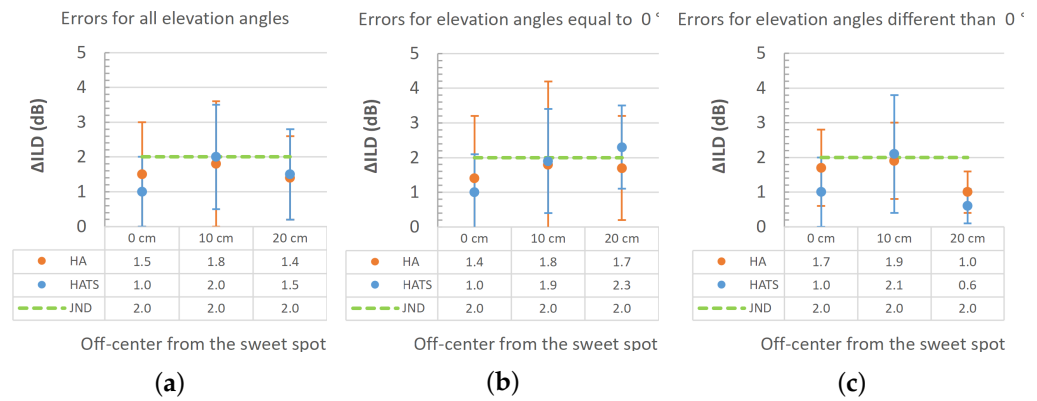 Errors for all elevation angles
ΔILD (dB)
5
4
3
2
1
0
0 cm 10 cm 20 cm
HA 1.5 1.8 1.4
HATS 1.0 2.0 1.5
JND 2.0 2.0 2.0
Off-center from the sweet spot
(a)
Errors for elevation angles equal to 0 °
ΔILD (dB)
5
4
3
2
1
0
0 cm 10 cm 20 cm
HA 1.4 1.8 1.7
HATS 1.0 1.9 2.3
JND 2.0 2.0 2.0
Off-center from the sweet spot
(b)
Errors for elevation angles different than 0 °
ΔILD (dB)
5
4
3
2
1
0
0 cm 10 cm 20 cm
HA 1.7 1.9 1.0
HATS 1.0 2.1 0.6
JND 2.0 2.0 2.0
Off-center from the sweet spot
(c)